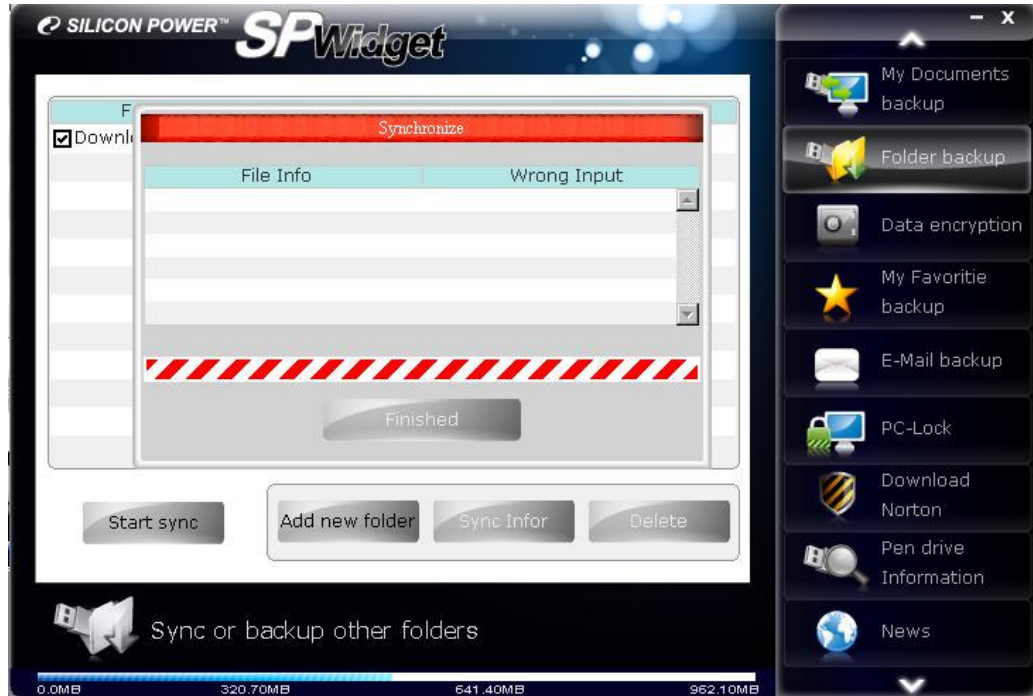 SILICON POWER™ SPWidget
- X
F
Downl
Synchronize
File Info Wrong Input
Finished
Start sync
Add new folder
Sync Infor
Delete
Sync or backup other folders
0.0MB 320.70MB 641.40MB 962.10MB
My Documents
backup
Folder backup
Data encryption
My Favoritie
backup
E-Mail backup
PC-Lock
Download
Norton
Pen drive
Information
News